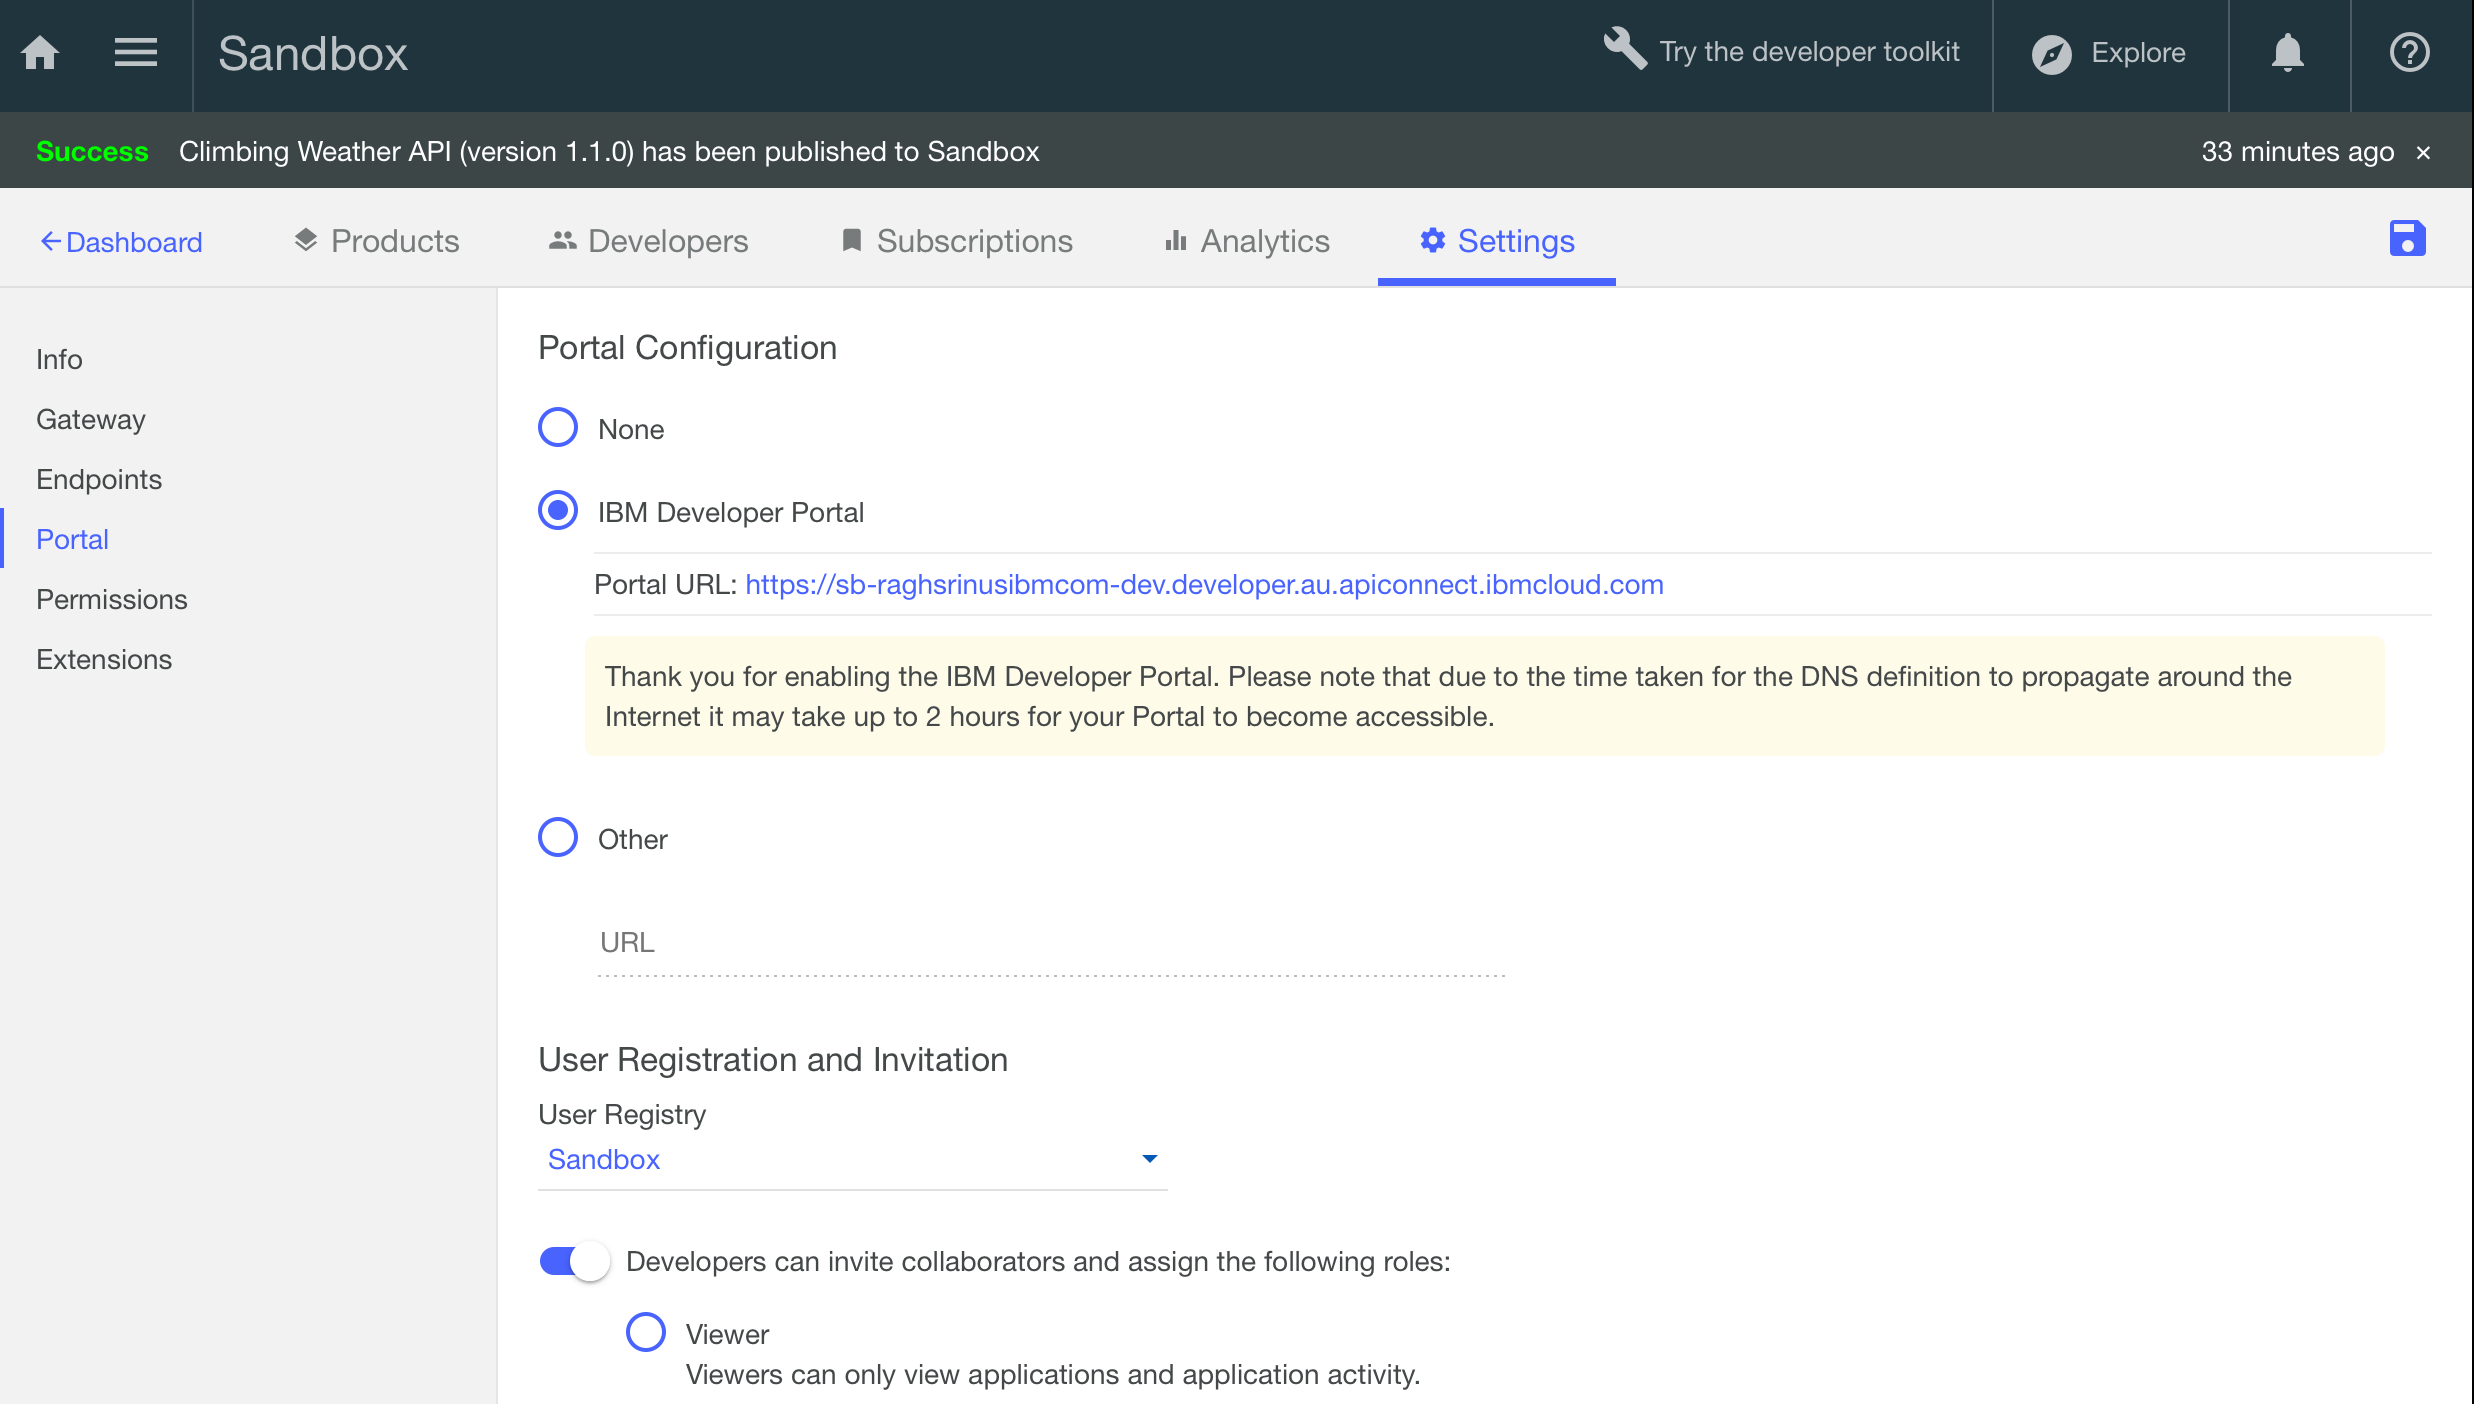 Sandbox
Try the developer toolkit
Explore
Success Climbing Weather API (version 1.1.0) has been published to Sandbox
33 minutes ago ×
Dashboard
Products
Developers
Subscriptions
Analytics
Settings
Info
Gateway
Endpoints
Portal
Permissions
Extensions
Portal Configuration
None
IBM Developer Portal
Portal URL: https://sb-raghsrinusibmcom-dev.developer.au.apiconnect.ibmcloud.com
Thank you for enabling the IBM Developer Portal. Please note that due to the time taken for the DNS definition to propagate around the
Internet it may take up to 2 hours for your Portal to become accessible.
Other
URL
User Registration and Invitation
User Registry
Sandbox
Developers can invite collaborators and assign the following roles:
Viewer
Viewers can only view applications and application activity.